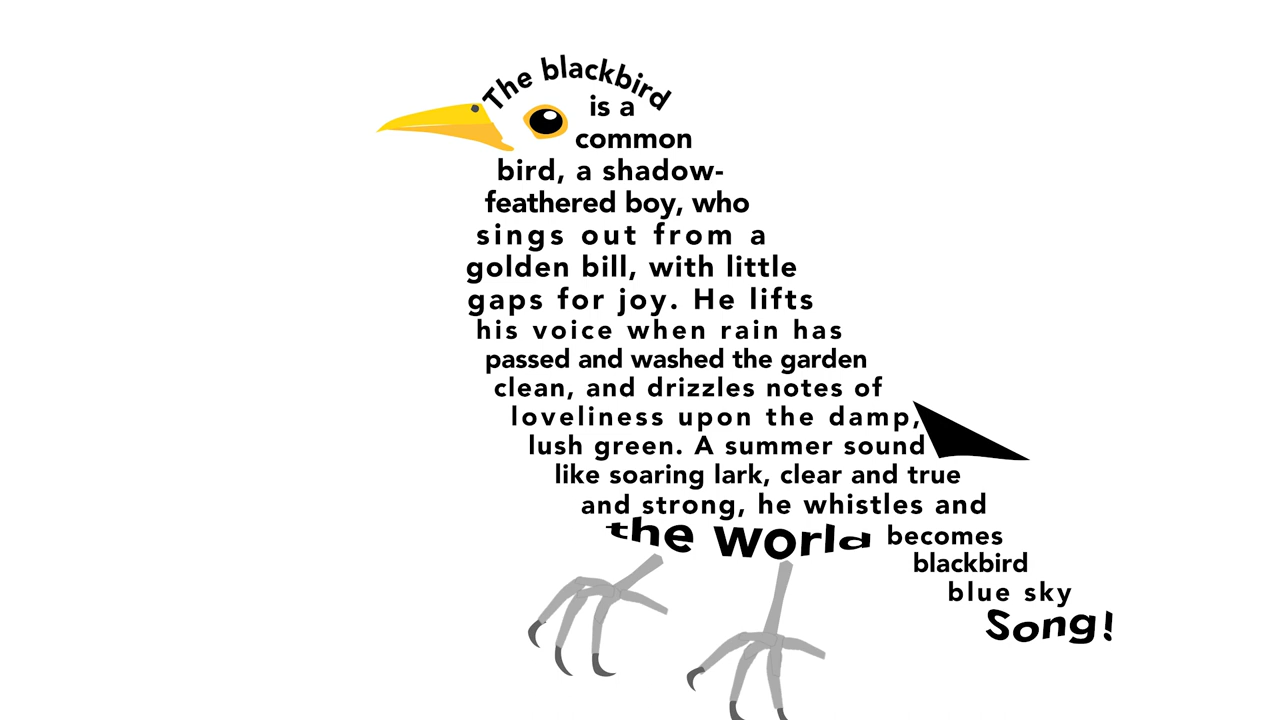 The blackbird
is a
common
bird, a shadow-
feathered boy, who
sings out from a
golden bill, with little
gaps for joy. He lifts
his voice when rain has
passed and washed the garden
clean, and drizzles notes of
loveliness upon the damp,
lush green. A summer sound
like soaring lark, clear and true
and strong, he whistles and
the world becomes
blackbird
blue sky
Song!